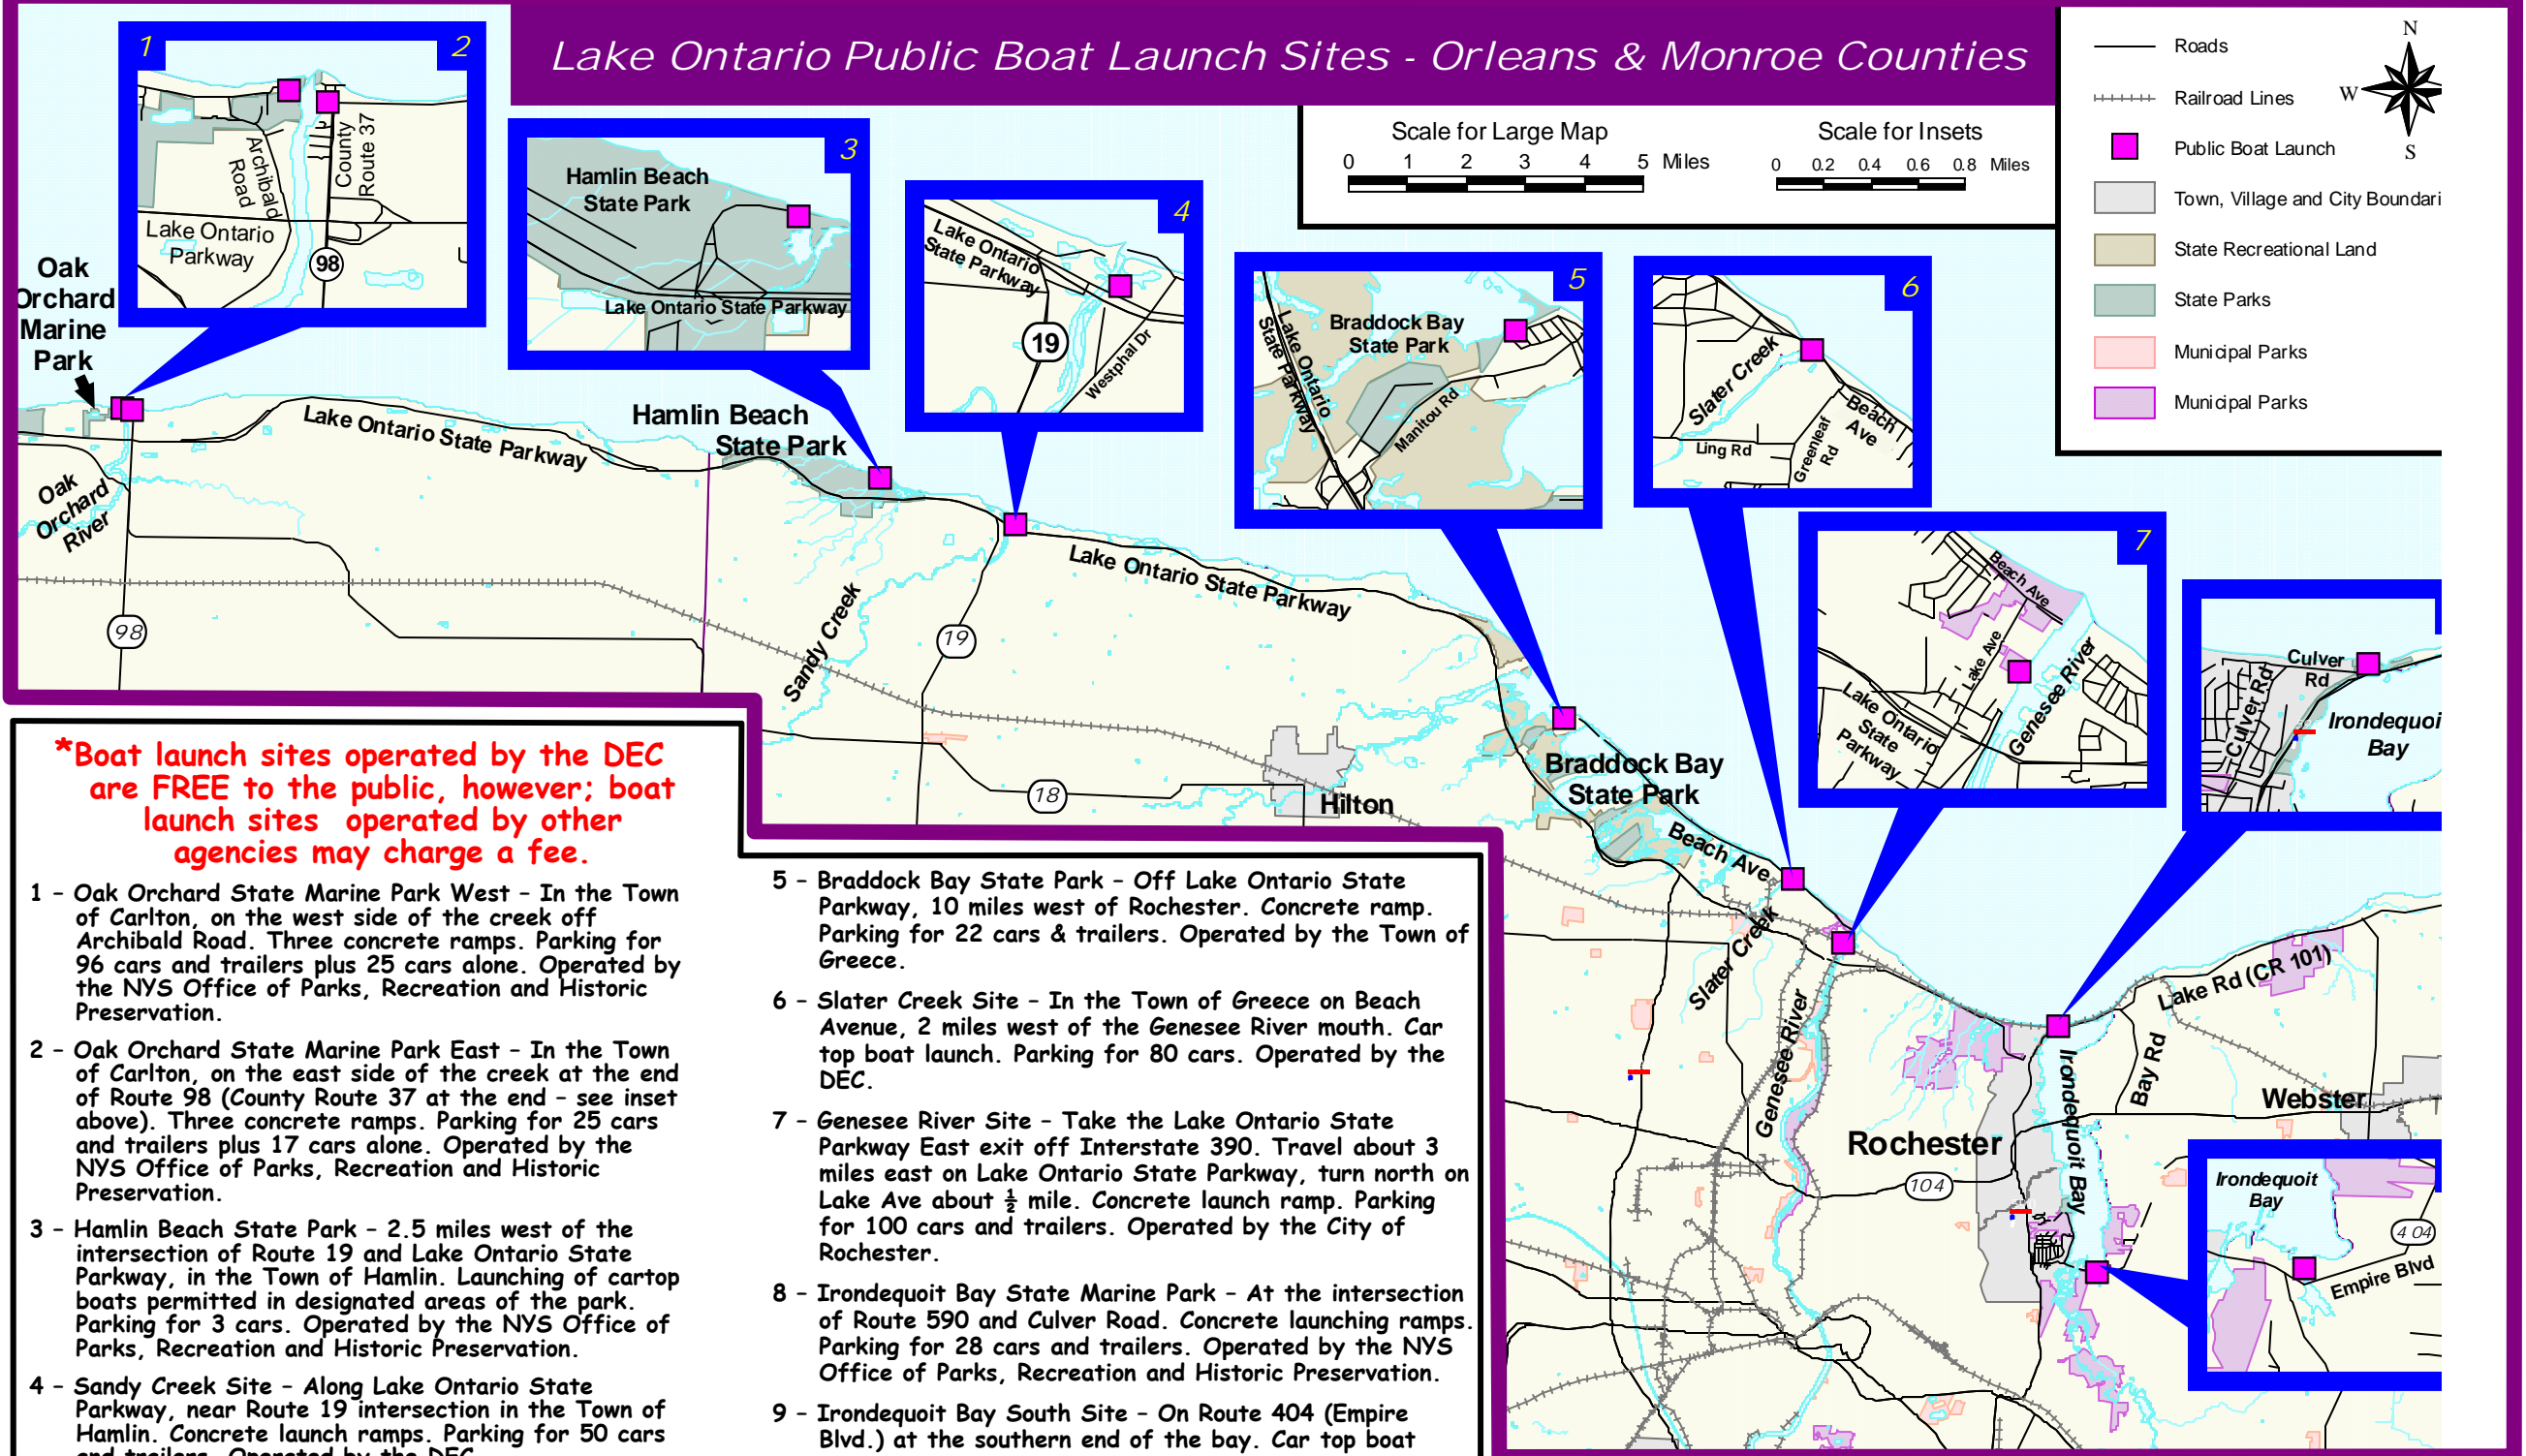 Lake Ontario Public Boat Launch Sites - Orleans & Monroe Counties
Scale for Large Map
0 1 2 3 4 5 Miles
Scale for Insets
0 0.2 0.4 0.6 0.8 Miles
Roads
Railroad Lines
Public Boat Launch
Town, Village and City Boundari
State Recreational Land
State Parks
Municipal Parks
Municipal Parks
N
W
S
1
2
Archibald
Road
County
Route 37
Lake Ontario
Parkway
98
3
Hamlin Beach
State Park
Lake Ontario State Parkway
4
Lake Ontario
State Parkway
19
Westphal Dr
5
Braddock Bay
State Park
Lake Ontario
State Parkway
Manitou Rd
6
Slater Creek
Ling Rd
Greenleaf
Rd
Beach
Ave
7
Beach Ave
Lake Ave
Genesee River
Lake Ontario
State
Parkway
Culver
Rd
Culver Rd
Irondequoi
Bay
Irondequoit
Bay
404
Empire Blvd
Oak
Orchard
Marine
Park
Lake Ontario State Parkway
Hamlin Beach
State Park
Oak
Orchard
River
98
Sandy Creek
19
Lake Ontario State Parkway
18
Hilton
Braddock Bay
State Park
Beach Ave
Slater Creek
Genesee River
Rochester
104
Irondequoit Bay
Bay Rd
Lake Rd (CR 101)
Webster
*Boat launch sites operated by the DEC
are FREE to the public, however; boat
launch sites operated by other
agencies may charge a fee.
1 - Oak Orchard State Marine Park West - In the Town
of Carlton, on the west side of the creek off
Archibald Road. Three concrete ramps. Parking for
96 cars and trailers plus 25 cars alone. Operated by
the NYS Office of Parks, Recreation and Historic
Preservation.
2 - Oak Orchard State Marine Park East - In the Town
of Carlton, on the east side of the creek at the end
of Route 98 (County Route 37 at the end - see inset
above). Three concrete ramps. Parking for 25 cars
and trailers plus 17 cars alone. Operated by the
NYS Office of Parks, Recreation and Historic
Preservation.
3 - Hamlin Beach State Park - 2.5 miles west of the
intersection of Route 19 and Lake Ontario State
Parkway, in the Town of Hamlin. Launching of cartop
boats permitted in designated areas of the park.
Parking for 3 cars. Operated by the NYS Office of
Parks, Recreation and Historic Preservation.
4 - Sandy Creek Site - Along Lake Ontario State
Parkway, near Route 19 intersection in the Town of
Hamlin. Concrete launch ramps. Parking for 50 cars
and trailers. Operated by the DEC.
5 - Braddock Bay State Park - Off Lake Ontario State
Parkway, 10 miles west of Rochester. Concrete ramp.
Parking for 22 cars & trailers. Operated by the Town of
Greece.
6 - Slater Creek Site - In the Town of Greece on Beach
Avenue, 2 miles west of the Genesee River mouth. Car
top boat launch. Parking for 80 cars. Operated by the
DEC.
7 - Genesee River Site - Take the Lake Ontario State
Parkway East exit off Interstate 390. Travel about 3
miles east on Lake Ontario State Parkway, turn north on
Lake Ave about ½ mile. Concrete launch ramp. Parking
for 100 cars and trailers. Operated by the City of
Rochester.
8 - Irondequoit Bay State Marine Park - At the intersection
of Route 590 and Culver Road. Concrete launching ramps.
Parking for 28 cars and trailers. Operated by the NYS
Office of Parks, Recreation and Historic Preservation.
9 - Irondequoit Bay South Site - On Route 404 (Empire
Blvd.) at the southern end of the bay. Car top boat